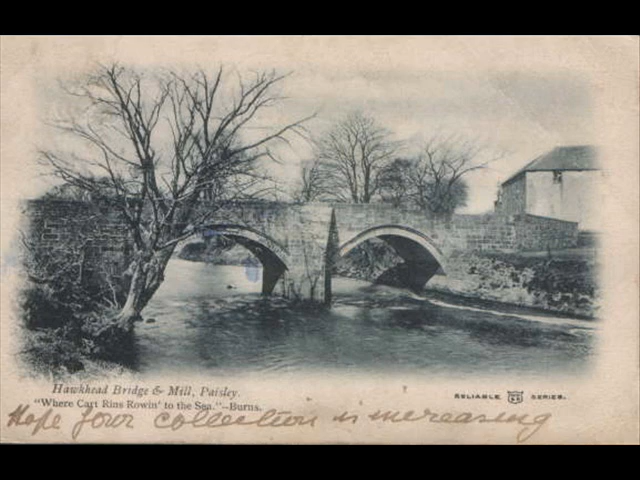 Hawkhead Bridge & Mill, Paisley.
"Where Cart Rins Rowin' to the Sea."--Burns.
RELIABLE SERIES.
Hope your collection is increasing